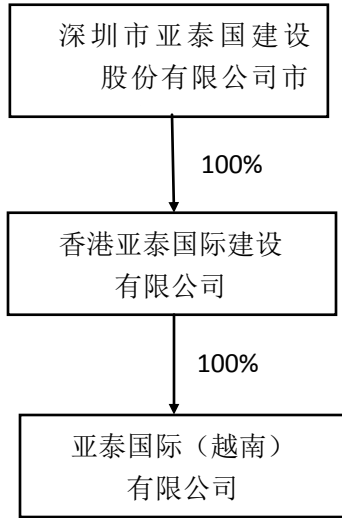 深圳市亚泰国建设
股份有限公司市
100%
香港亚泰国际建设
有限公司
100%
亚泰国际（越南）
有限公司